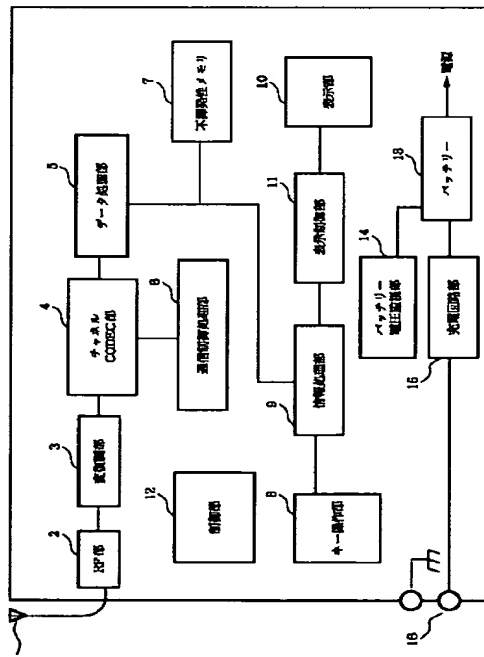 2
RF部
3
変復調部
4
チャネル
CODEC部
5
データ処理部
通信制御処理部
7
不揮発性メモリ
12
制御部
8
キー操作部
9
情報処理部
11
表示制御部
10
表示部
14
バッテリー
電圧監視部
バッテリー
電源
充電回路部